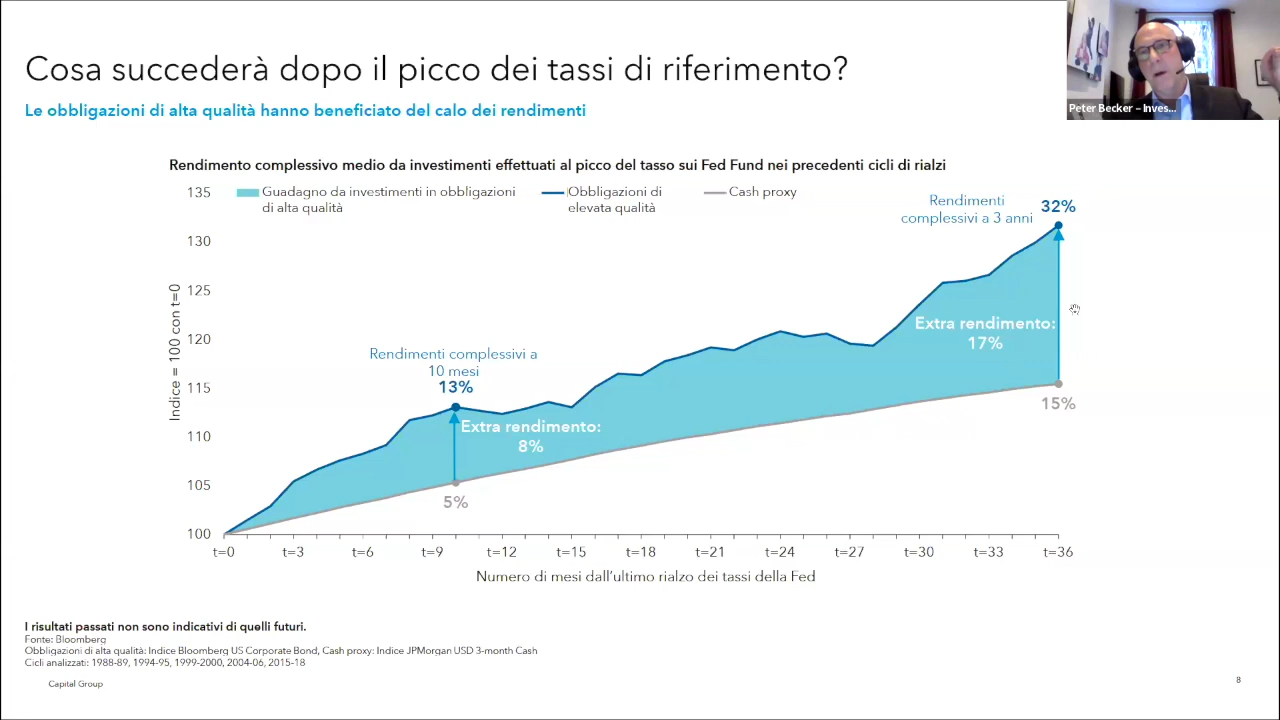 Cosa succederà dopo il picco dei tassi di riferimento?
Le obbligazioni di alta qualità hanno beneficiato del calo dei rendimenti
Peter Becker – Inves...
Rendimento complessivo medio da investimenti effettuati al picco del tasso sui Fed Fund nei precedenti cicli di rialzi
Guadagno da investimenti in obbligazioni
di alta qualità
Obbligazioni di
elevata qualità
Cash proxy
Indice = 100 con t=0
135
130
125
120
115
110
105
100
Rendimenti complessivi a
10 mesi
13%
Extra rendimento:
8%
5%
Rendimenti
complessivi a 3 anni
32%
Extra rendimento:
17%
15%
t=0 t=3 t=6 t=9 t=12 t=15 t=18 t=21 t=24 t=27 t=30 t=33 t=36
Numero di mesi dall'ultimo rialzo dei tassi della Fed
I risultati passati non sono indicativi di quelli futuri.
Fonte: Bloomberg
Obbligazioni di alta qualità: Indice Bloomberg US Corporate Bond, Cash proxy: Indice JPMorgan USD 3-month Cash
Cicli analizzati: 1988-89, 1994-95, 1999-2000, 2004-06, 2015-18
Capital Group
8